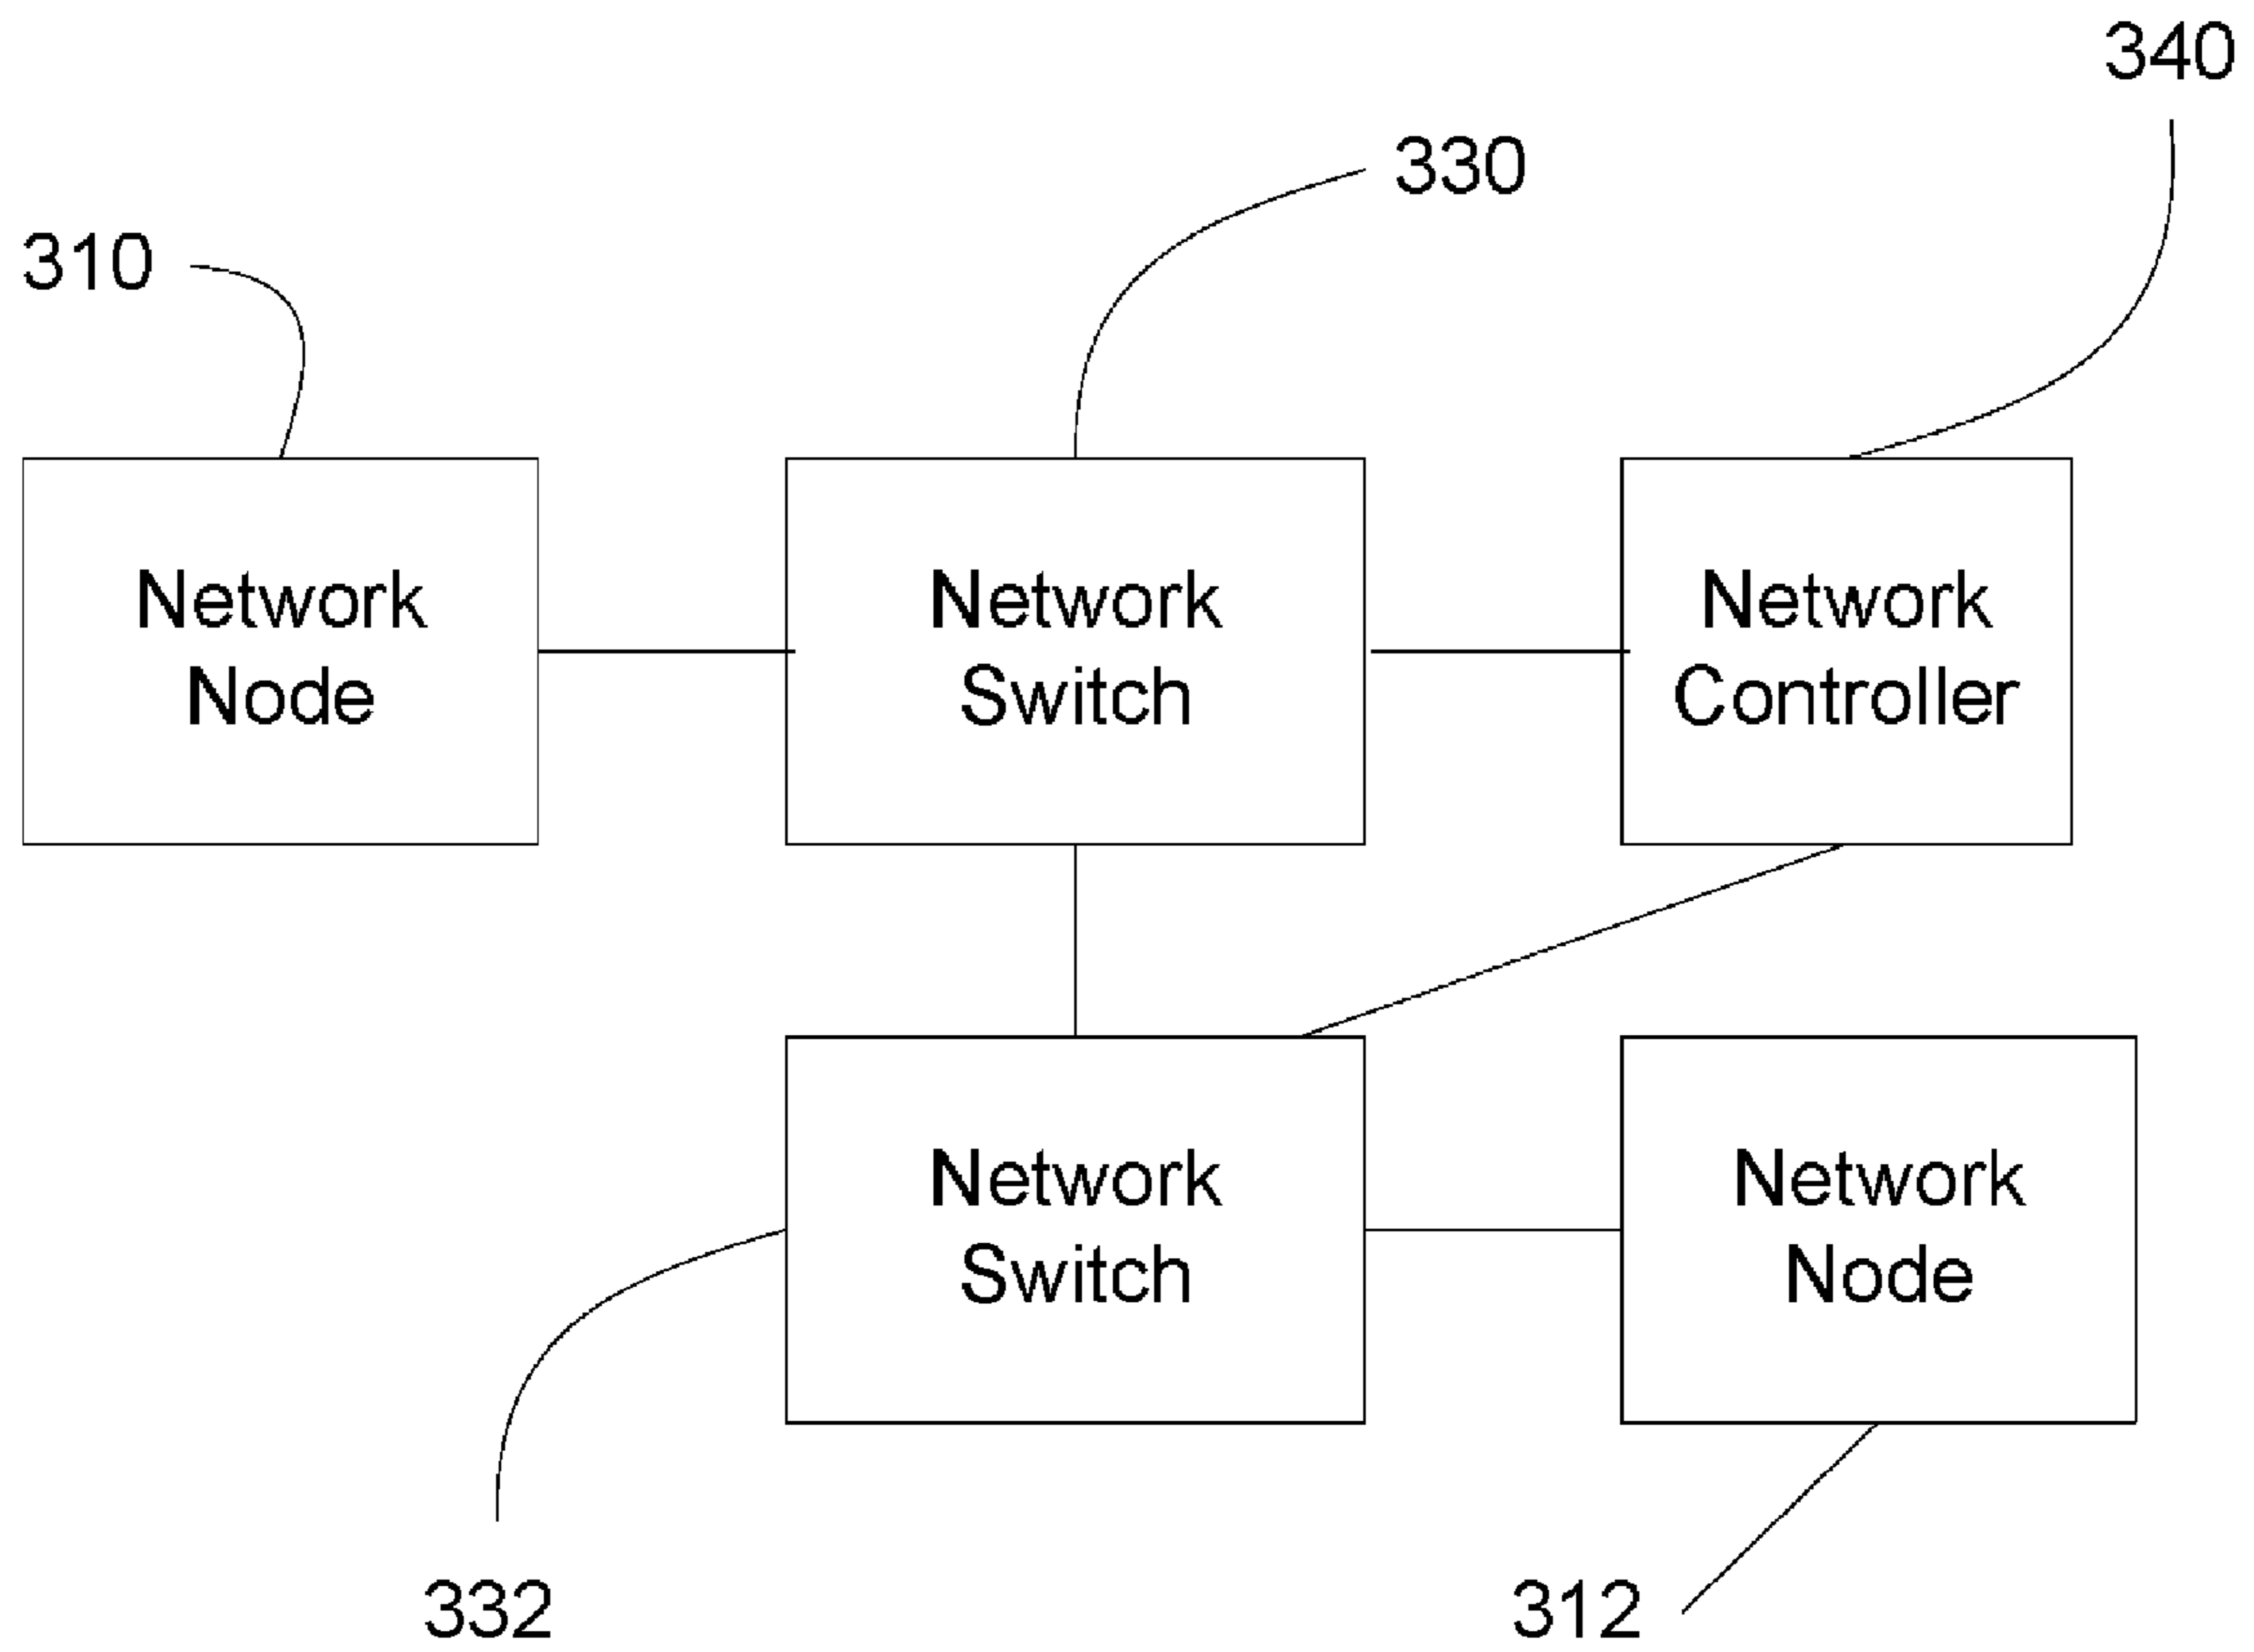 340
330
310
Network
Node
Network
Switch
Network
Controller
Network
Switch
Network
Node
332
312